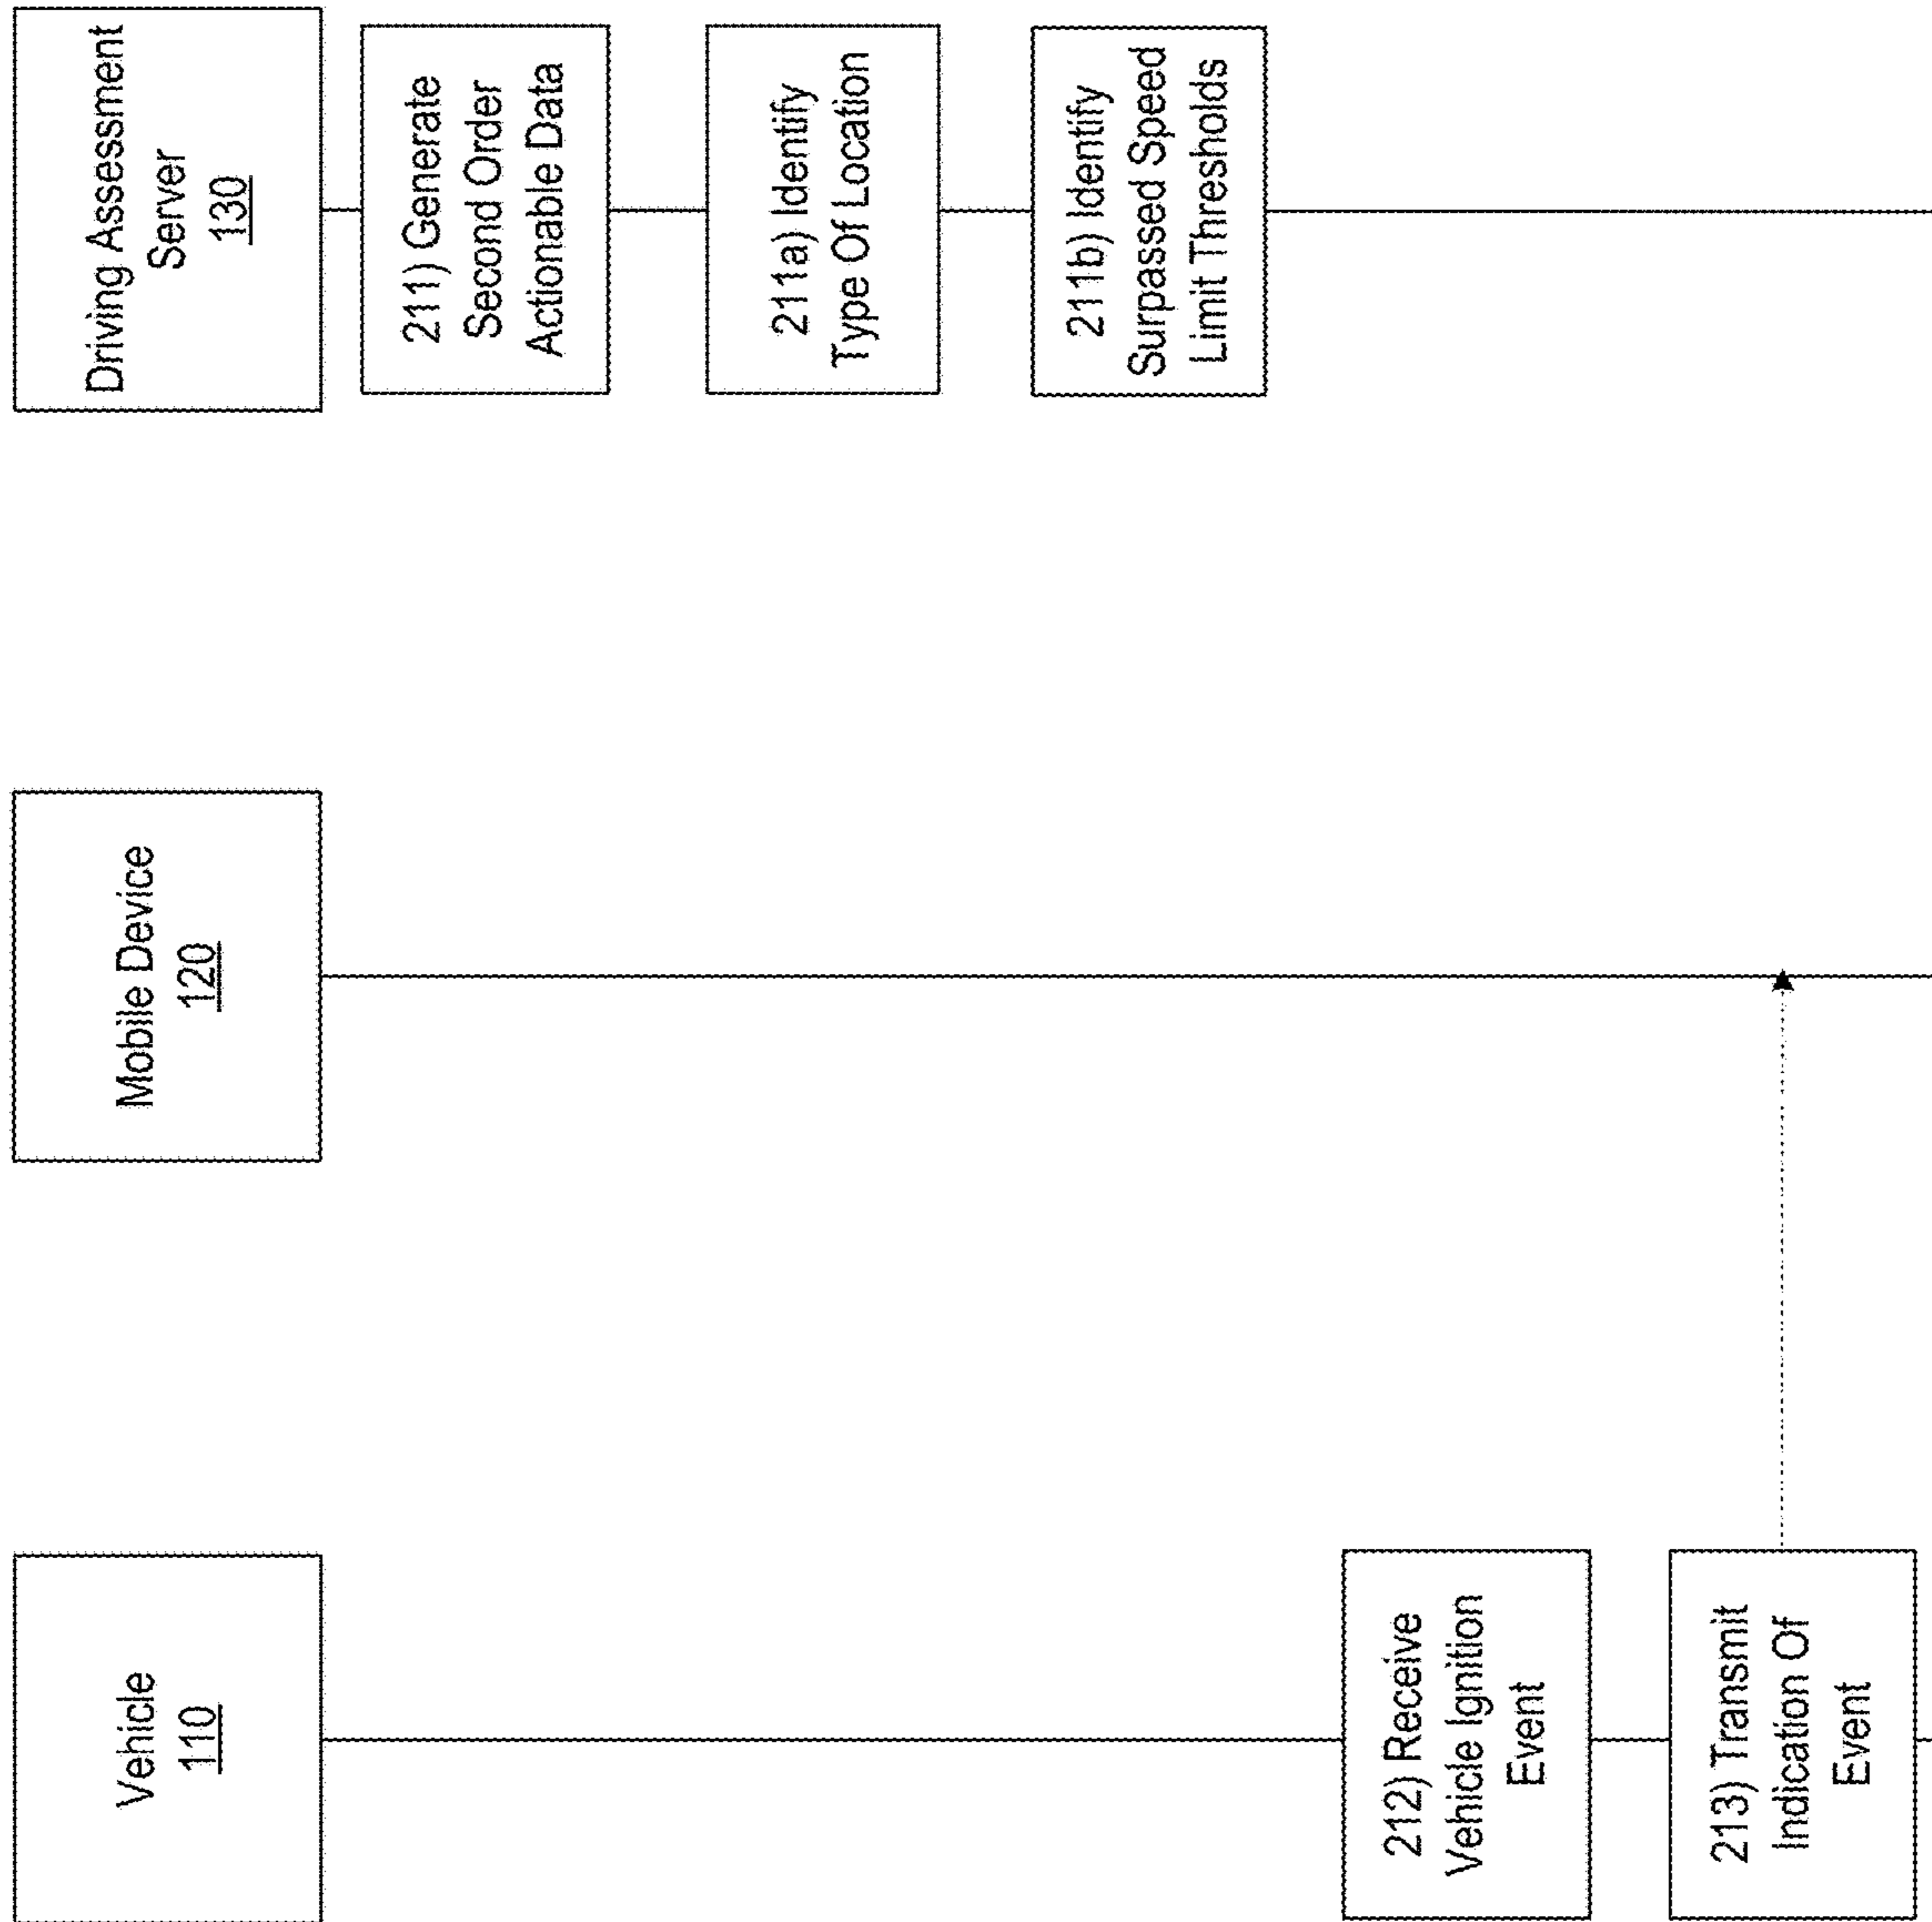 Vehicle
110
Mobile Device
120
Driving Assessment
Server
130
211) Generate
Second Order
Actionable Data
211a) Identify
Type Of Location
211b) Identify
Surpassed Speed
Limit Thresholds
212) Receive
Vehicle Ignition
Event
213) Transmit
Indication Of
Event